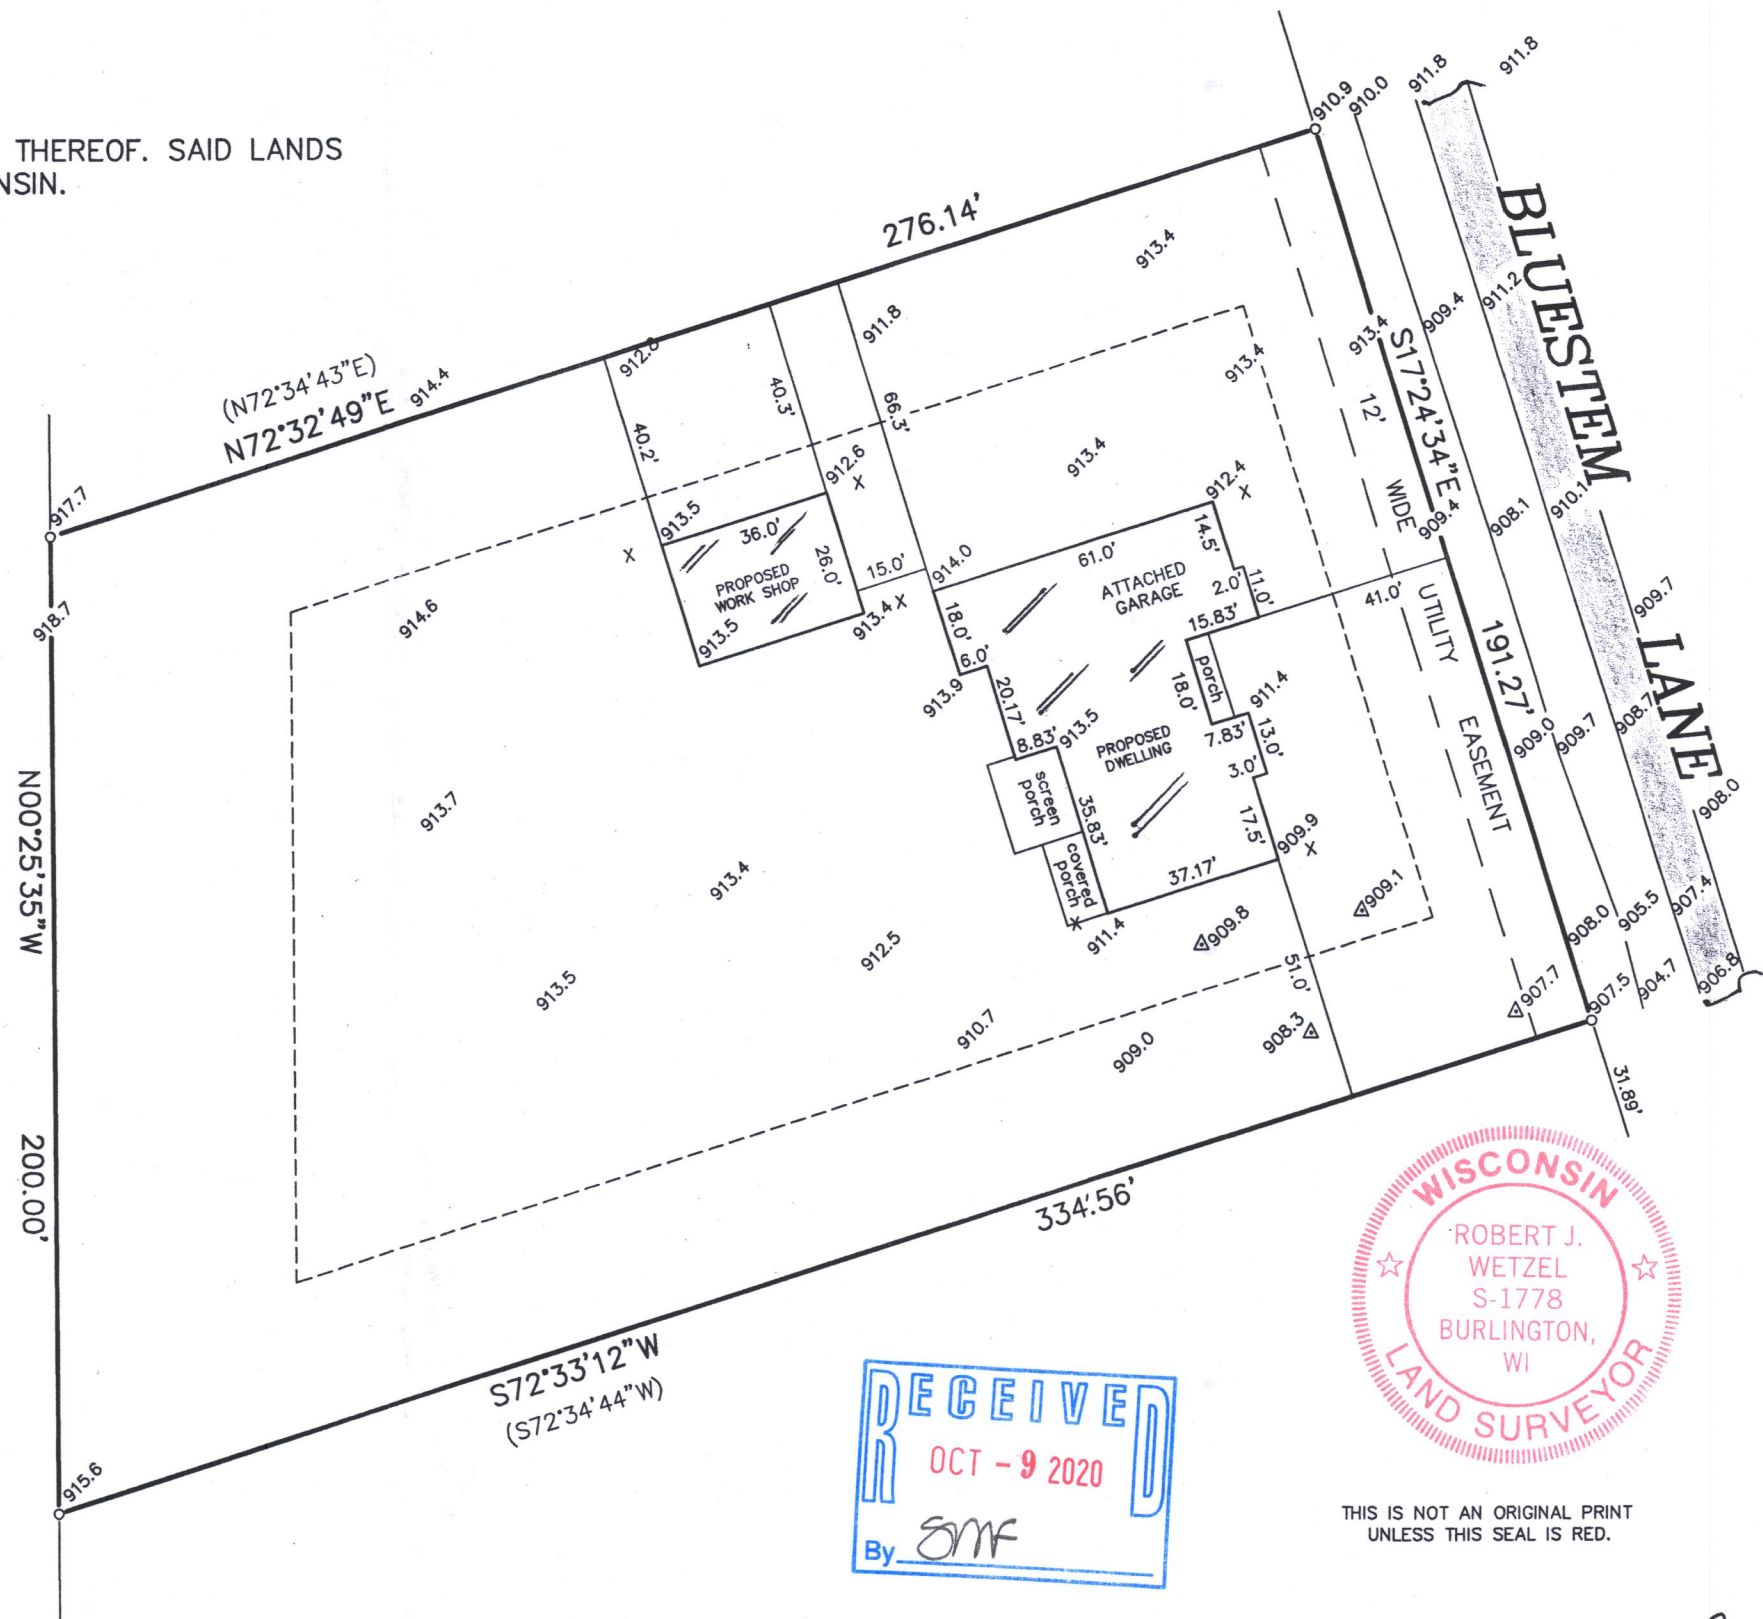 THEREOF. SAID LANDS
NSIN.
910.9
910.0
911.8
911.8
BLUESTEM
LANE
276.14'
(N72°34'43"E)
N72°32'49"E
914.4
913.4
911.8
40.2'
40.3'
66.3'
913.4
913.4
S17°24'34"E
909.4
911.2
12'
WIDE
UTILITY
EASEMENT
917.7
918.7
914.6
913.5
912.6
X
X
36.0'
26.0'
PROPOSED
WORK SHOP
15.0'
914.0
913.4
912.4
X
909.4
908.1
910.1
14.5'
61.0'
ATTACHED
GARAGE
2.0'
11.0'
41.0'
15.83'
909.7
913.5
913.4 X
18.0'
6.0'
913.9
20.17'
8.83'
913.5
porch
18.0'
911.4
7.83'
13.0'
3.0'
PROPOSED
DWELLING
17.5'
191.27'
909.0
909.7
908.7
908.0
N00°25'35"W
200.00'
913.7
913.4
screen
porch
35.83'
covered
porch
37.17'
909.9
X
X
911.4
909.8
909.1
908.0
905.5
907.4
913.5
912.5
910.7
909.0
51.0'
908.3
907.7
907.5
904.7
906.8
31.89'
334.56'
S72°33'12"W
(S72°34'44"W)
915.6
RECEIVED
OCT - 9 2020
By SMF
WISCONSIN
ROBERT J.
WETZEL
S-1778
BURLINGTON,
WI
LAND SURVEYOR
THIS IS NOT AN ORIGINAL PRINT
UNLESS THIS SEAL IS RED.